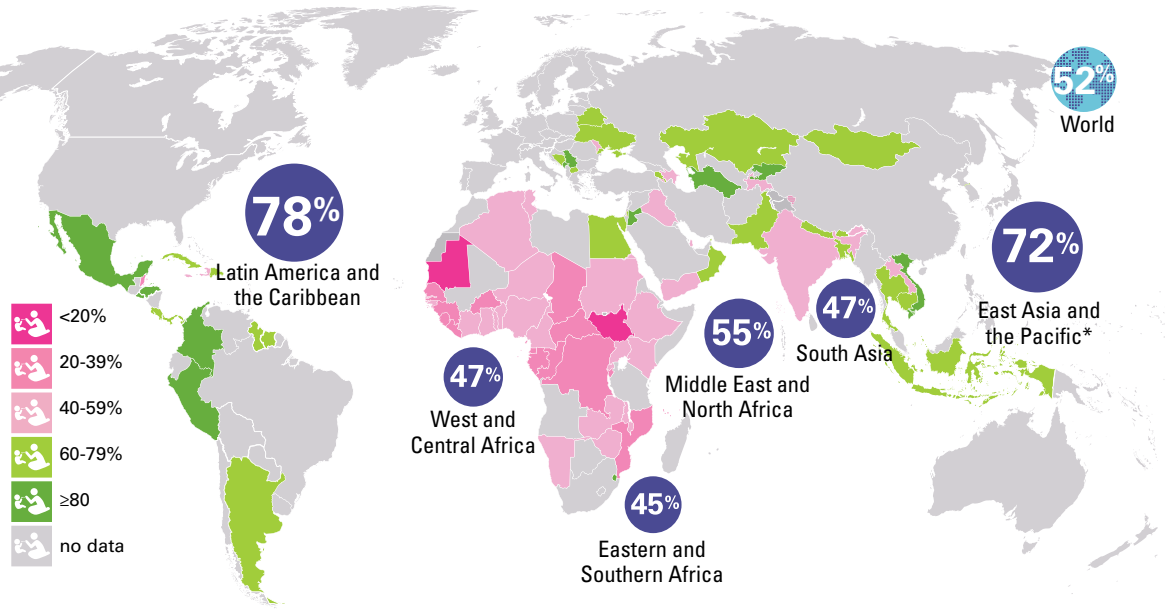 52%
World
78%
Latin America and
the Caribbean
72%
East Asia and
the Pacific*
<20%
20-39%
40-59%
60-79%
≥80
no data
47%
West and
Central Africa
55%
Middle East and
North Africa
47%
South Asia
45%
Eastern and
Southern Africa